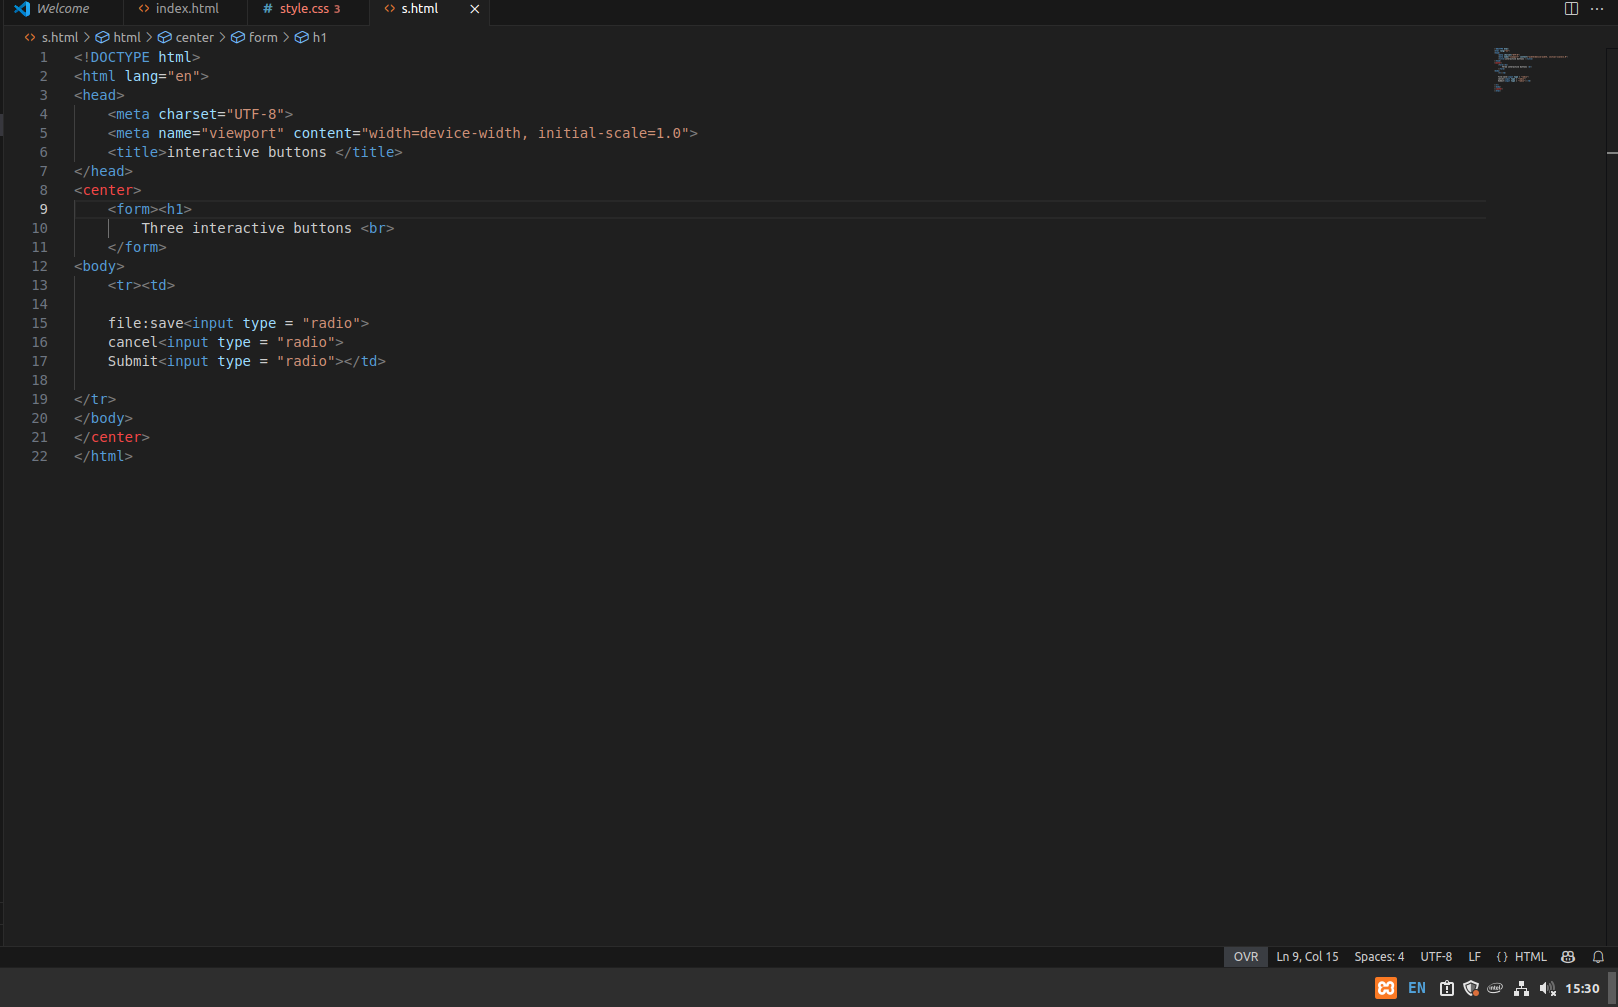 Welcome index.html # style.css 3 s.html
s.html > html > center > form > h1
1 <!DOCTYPE html>
2 <html lang="en">
3 <head>
4 <meta charset="UTF-8">
5 <meta name="viewport" content="width=device-width, initial-scale=1.0">
6 <title>interactive buttons </title>
7 </head>
8 <center>
9 <form><h1>
10 Three interactive buttons <br>
11 </form>
12 <body>
13 <tr><td>
14
15 file:save<input type = "radio">
16 cancel<input type = "radio">
17 Submit<input type = "radio"></td>
18
19 </tr>
20 </body>
21 </center>
22 </html>
OVR Ln 9, Col 15 Spaces: 4 UTF-8 LF {} HTML
EN intel 15:30